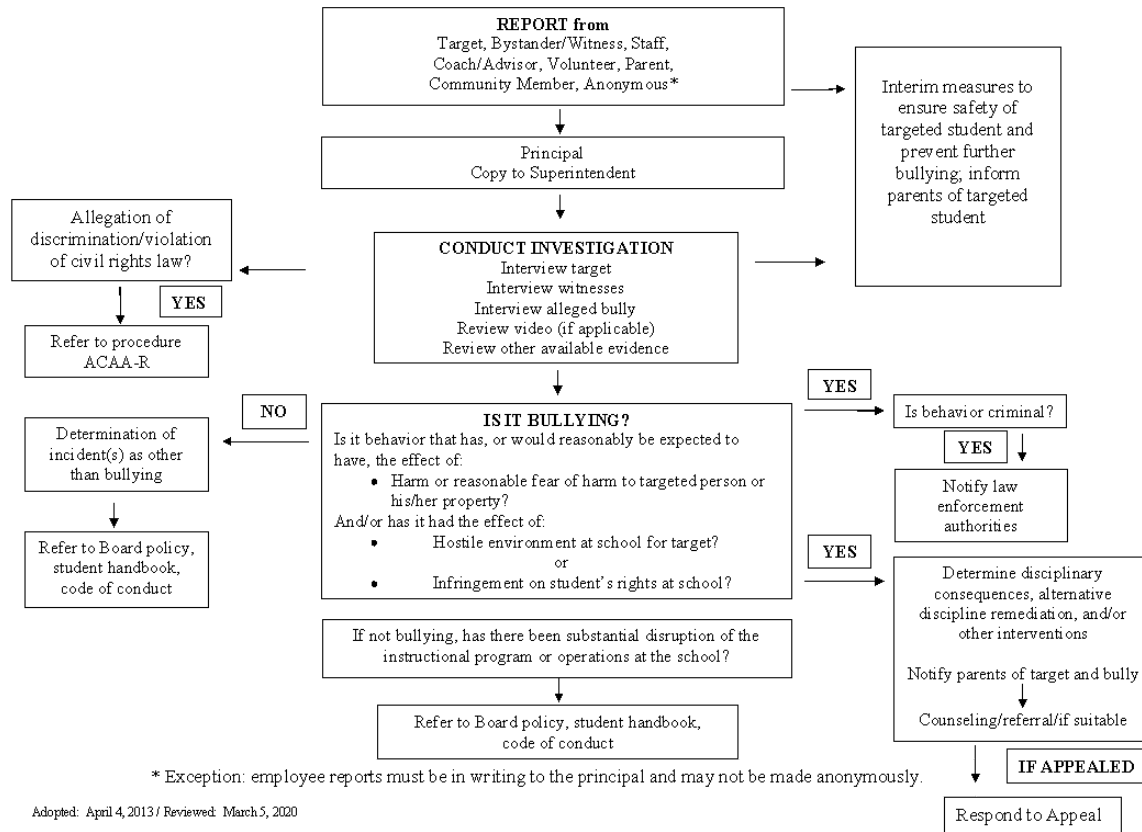 REPORT from
Target, Bystander/Witness, Staff,
Coach/Advisor, Volunteer, Parent,
Community Member, Anonymous*
Interim measures to
ensure safety of
targeted student and
prevent further
bullying; inform
parents of targeted
student
Principal
Copy to Superintendent
Allegation of
discrimination/violation
of civil rights law?
YES
Refer to procedure
ACAA-R
CONDUCT INVESTIGATION
Interview target
Interview witnesses
Interview alleged bully
Review video (if applicable)
Review other available evidence
NO
Determination of
incident(s) as other
than bullying
Refer to Board policy,
student handbook,
code of conduct
IS IT BULLYING?
Is it behavior that has, or would reasonably be expected to
have, the effect of:
• Harm or reasonable fear of harm to targeted person or
his/her property?
And/or has it had the effect of:
• Hostile environment at school for target?
or
• Infringement on student's rights at school?
YES
Is behavior criminal?
YES
Notify law
enforcement
authorities
YES
Determine disciplinary
consequences, alternative
discipline remediation, and/or
other interventions
Notify parents of target and bully
Counseling/referral/if suitable
If not bullying, has there been substantial disruption of the
instructional program or operations at the school?
Refer to Board policy, student handbook,
code of conduct
IF APPEALED
Respond to Appeal
* Exception: employee reports must be in writing to the principal and may not be made anonymously.
Adopted: April 4, 2013 / Reviewed: March 5, 2020